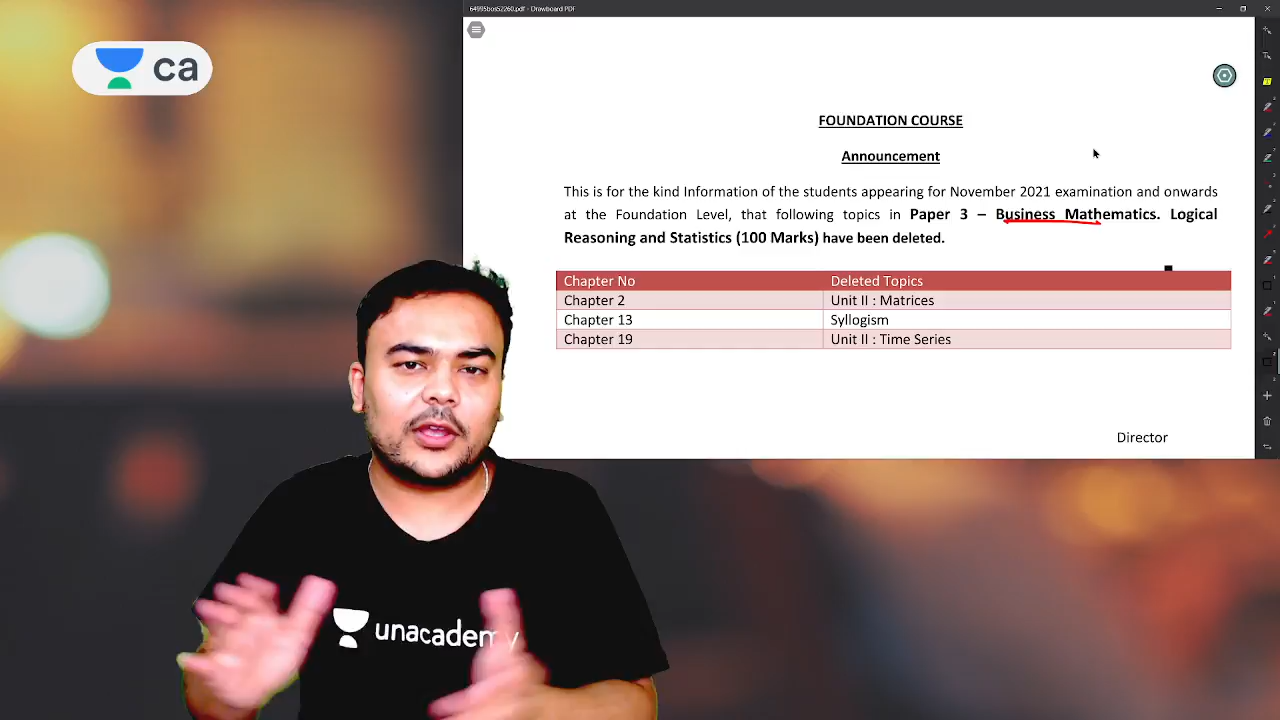 64995bos52260.pdf - Drawboard PDF
ca
FOUNDATION COURSE
Announcement
This is for the kind Information of the students appearing for November 2021 examination and onwards
at the Foundation Level, that following topics in Paper 3 – Business Mathematics. Logical
Reasoning and Statistics (100 Marks) have been deleted.
Chapter No Deleted Topics
Chapter 2 Unit II : Matrices
Chapter 13 Syllogism
Chapter 19 Unit II : Time Series
Director
unacademy